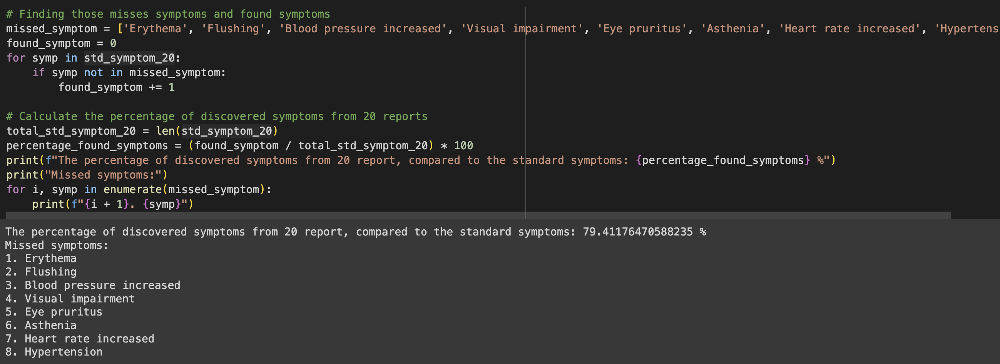 # Finding those misses symptoms and found symptoms
missed_symptom = ['Erythema', 'Flushing', 'Blood pressure increased', 'Visual impairment', 'Eye pruritus', 'Asthenia', 'Heart rate increased', 'Hypertens
found_symptom = 0
for symp in std_symptom_20:
    if symp not in missed_symptom:
        found_symptom += 1
# Calculate the percentage of discovered symptoms from 20 reports
total_std_symptom_20 = len(std_symptom_20)
percentage_found_symptoms = (found_symptom / total_std_symptom_20) * 100
print(f"The percentage of discovered symptoms from 20 report, compared to the standard symptoms: {percentage_found_symptoms} %")
print("Missed symptoms:")
for i, symp in enumerate(missed_symptom):
    print(f"{i + 1}. {symp}")
The percentage of discovered symptoms from 20 report, compared to the standard symptoms: 79.41176470588235 %
Missed symptoms:
1. Erythema
2. Flushing
3. Blood pressure increased
4. Visual impairment
5. Eye pruritus
6. Asthenia
7. Heart rate increased
8. Hypertension